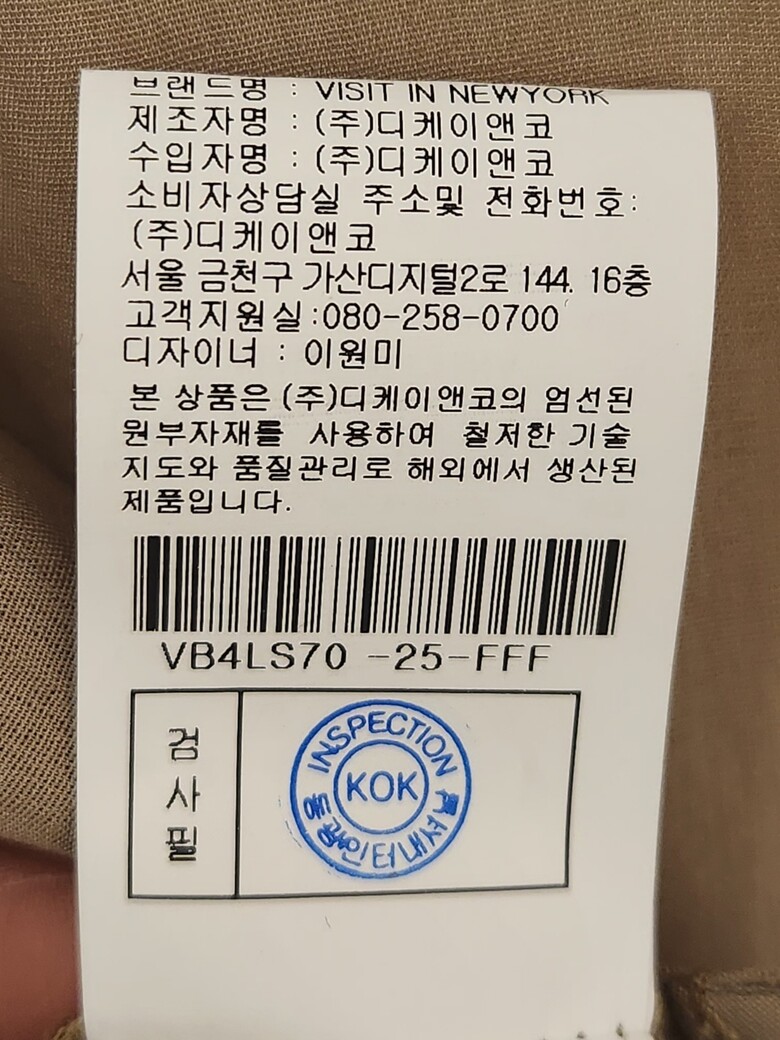 브랜드명 : VISIT IN NEWYORK
제조자명 : (주)디케이앤코
수입자명 : (주)디케이앤코
소비자상담실 주소및 전화번호:
(주)디케이앤코
서울 금천구 가산디지털2로 144. 16층
고객지원실:080-258-0700
디자이너 : 이원미
본 상품은 (주)디케이앤코의 엄선된
원부자재를 사용하여 철저한 기술
지도와 품질관리로 해외에서 생산된
제품입니다.
VB4LS70 -25-FFF
검사필
INSPECTION
KOK
동광인터내셔